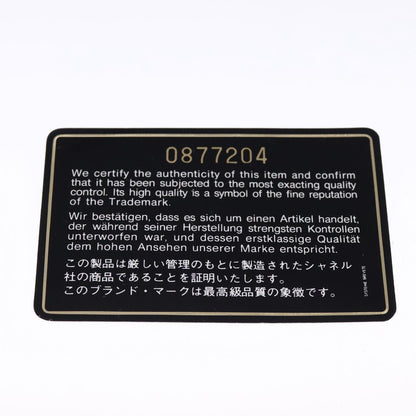 0877204
We certify the authenticity of this item and confirm
that it has been subjected to the most exacting quality
control. Its high quality is a symbol of the fine reputation
of the Trademark.
Wir bestätigen, dass es sich um einen Artikel handelt,
der während seiner Herstellung strengsten Kontrollen
unterworfen war, und dessen erstklassige Qualität
dem hohen Ansehen unserer Marke entspricht.
この製品は厳しい管理のもとに製造されたシャネル
社の商品であることを証明いたします。
このブランド・マークは最高級品質の象徴です。